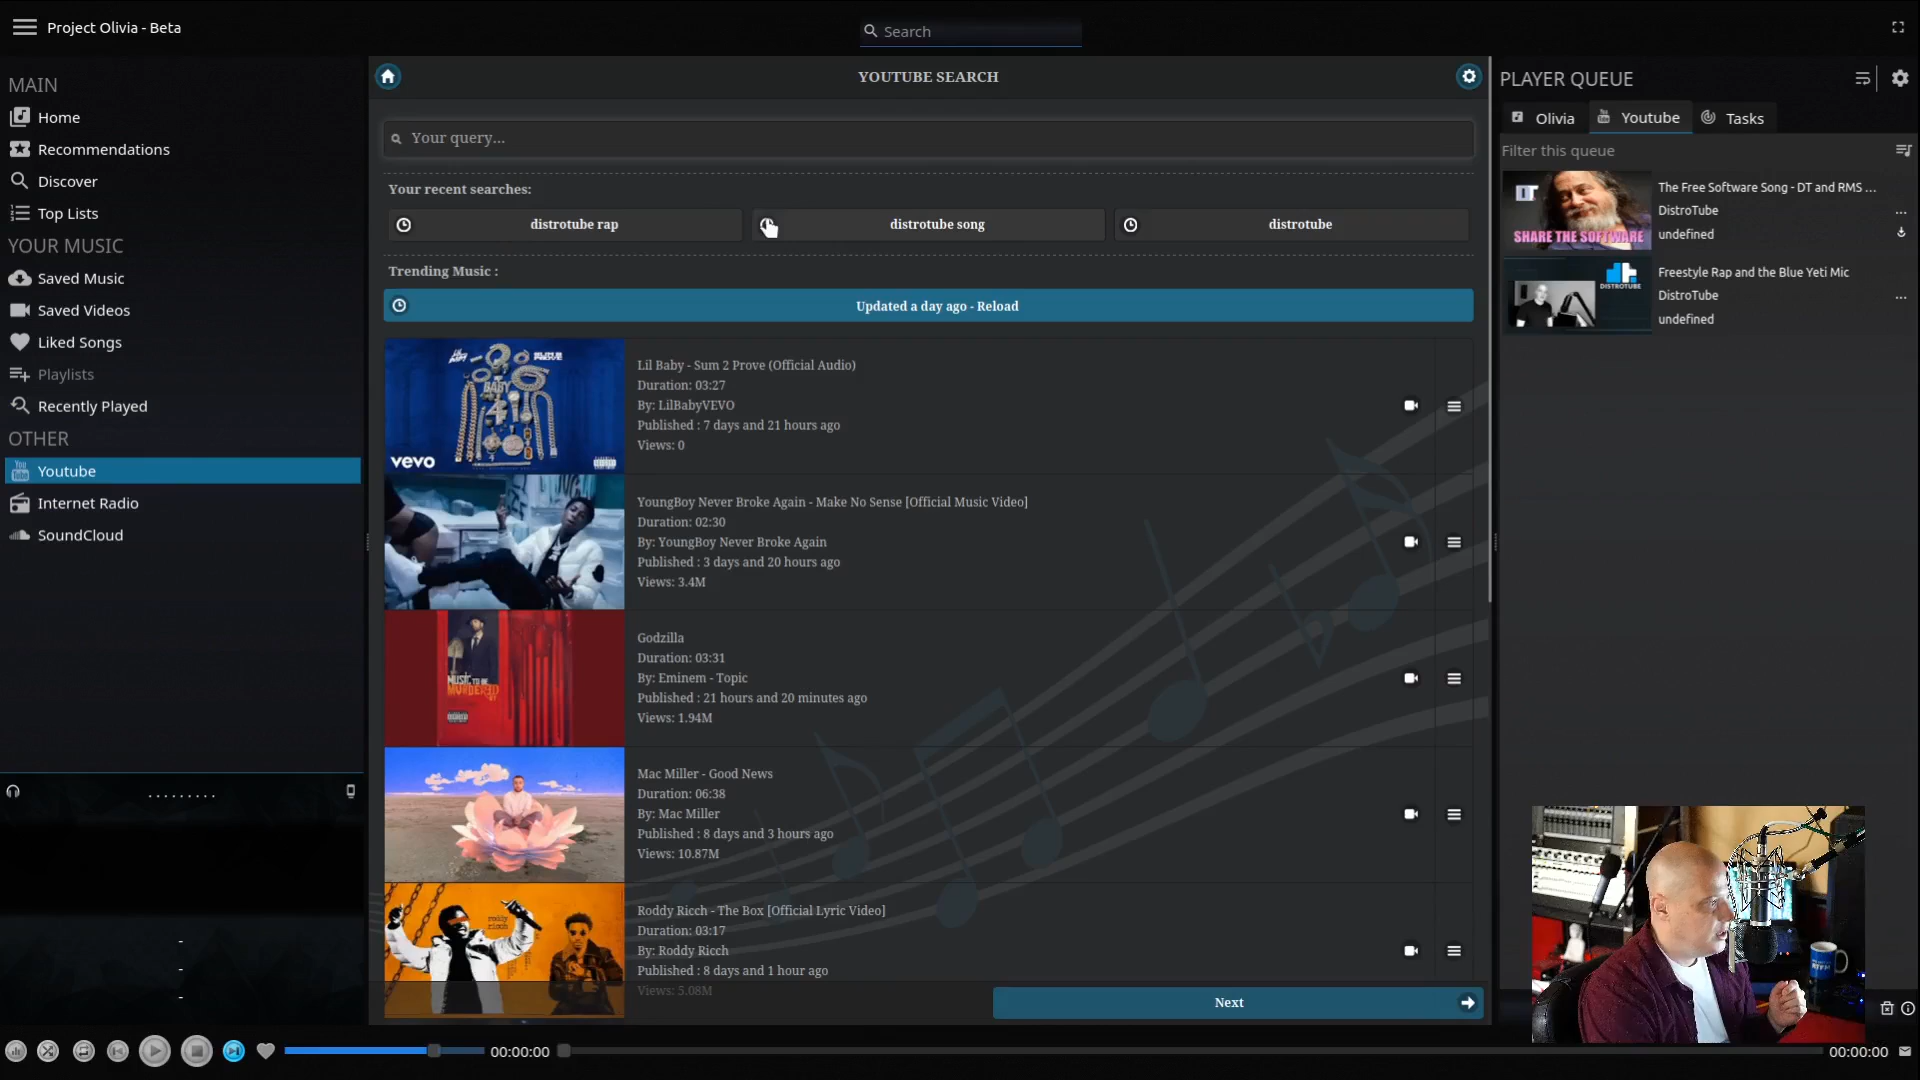 Project Olivia - Beta
Search
MAIN
Home
Recommendations
Discover
Top Lists
YOUR MUSIC
Saved Music
Saved Videos
Liked Songs
Playlists
Recently Played
OTHER
Youtube
Internet Radio
SoundCloud
.........
-
-
-
YOUTUBE SEARCH
Your query...
Your recent searches:
distrotube rap
distrotube song
distrotube
Trending Music :
Updated a day ago - Reload
Lil Baby - Sum 2 Prove (Official Audio)
Duration: 03:27
By: LilBabyVEVO
Published : 7 days and 21 hours ago
Views: 0
vevo
YoungBoy Never Broke Again - Make No Sense [Official Music Video]
Duration: 02:30
By: YoungBoy Never Broke Again
Published : 3 days and 20 hours ago
Views: 3.4M
Godzilla
Duration: 03:31
By: Eminem - Topic
Published : 21 hours and 20 minutes ago
Views: 1.94M
MUSIC TO BE
MURDERED
Mac Miller - Good News
Duration: 06:38
By: Mac Miller
Published : 8 days and 3 hours ago
Views: 10.87M
roddy
ricch
Roddy Ricch - The Box [Official Lyric Video]
Duration: 03:17
By: Roddy Ricch
Published : 8 days and 1 hour ago
Views: 5.08M
Next
PLAYER QUEUE
Olivia
Youtube
Tasks
Filter this queue
DT
SHARE THE SOFTWARE
The Free Software Song - DT and RMS ...
DistroTube
undefined
DISTROTUBE
Freestyle Rap and the Blue Yeti Mic
DistroTube
undefined
RTFM
00:00:00
00:00:00